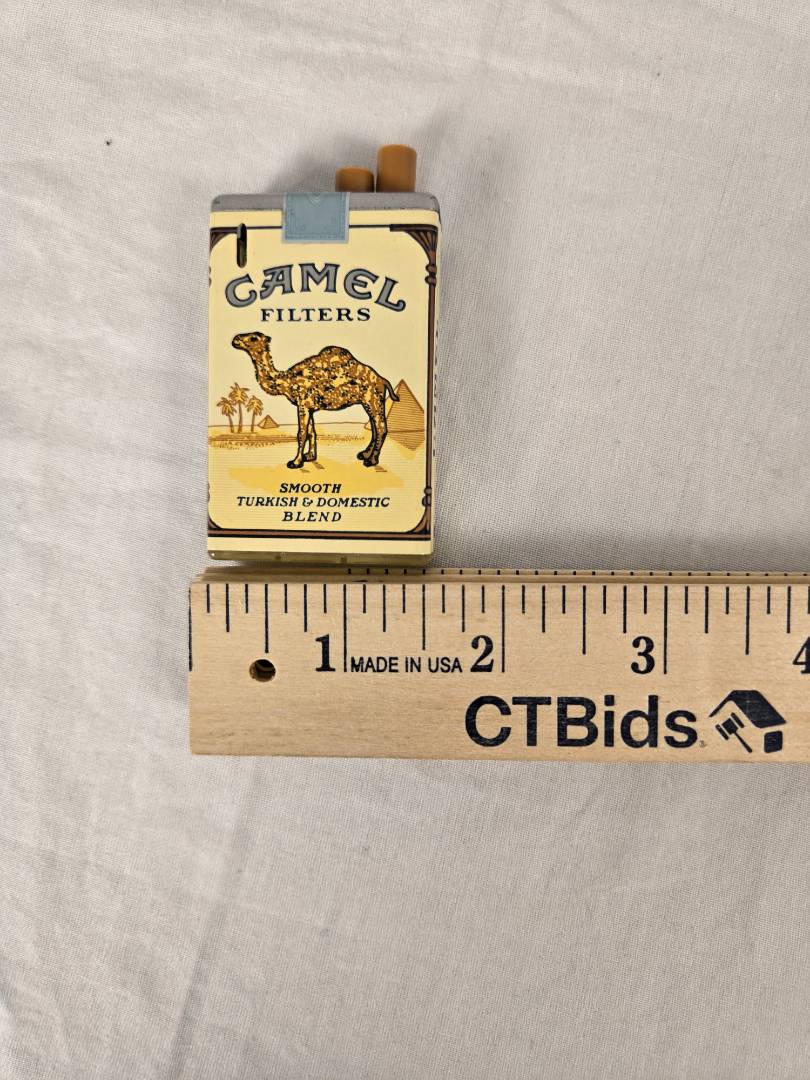 CAMEL
FILTERS
SMOOTH
TURKISH & DOMESTIC
BLEND
1 MADE IN USA 2 3 4
CTBids